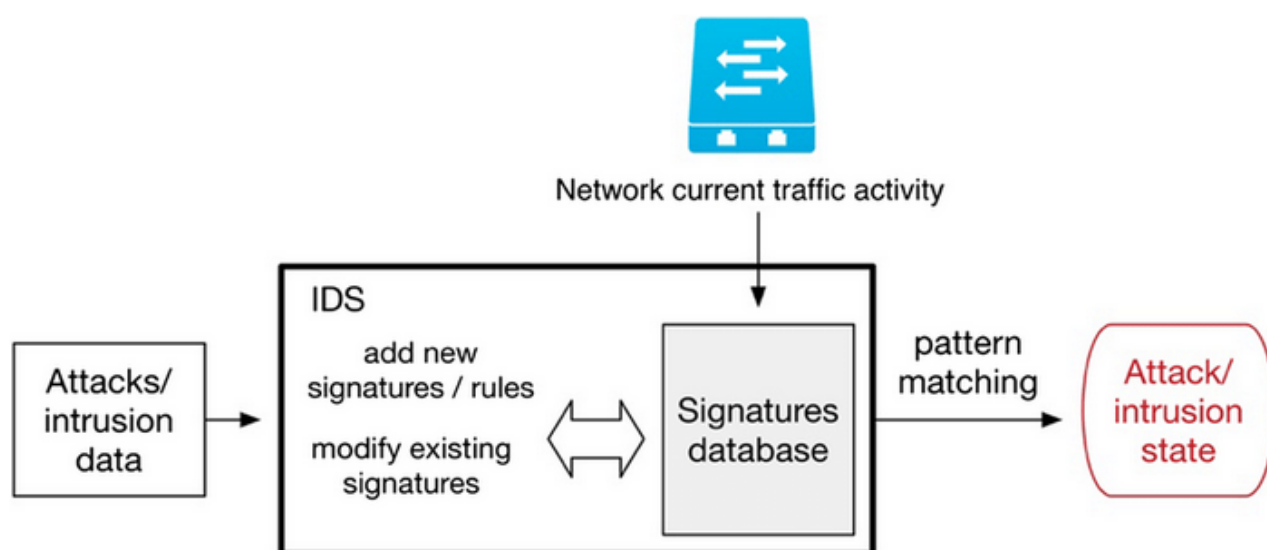 Network current traffic activity
IDS
add new
signatures / rules
modify existing
signatures
Attacks/
intrusion
data
Signatures
database
pattern
matching
Attack/
intrusion
state